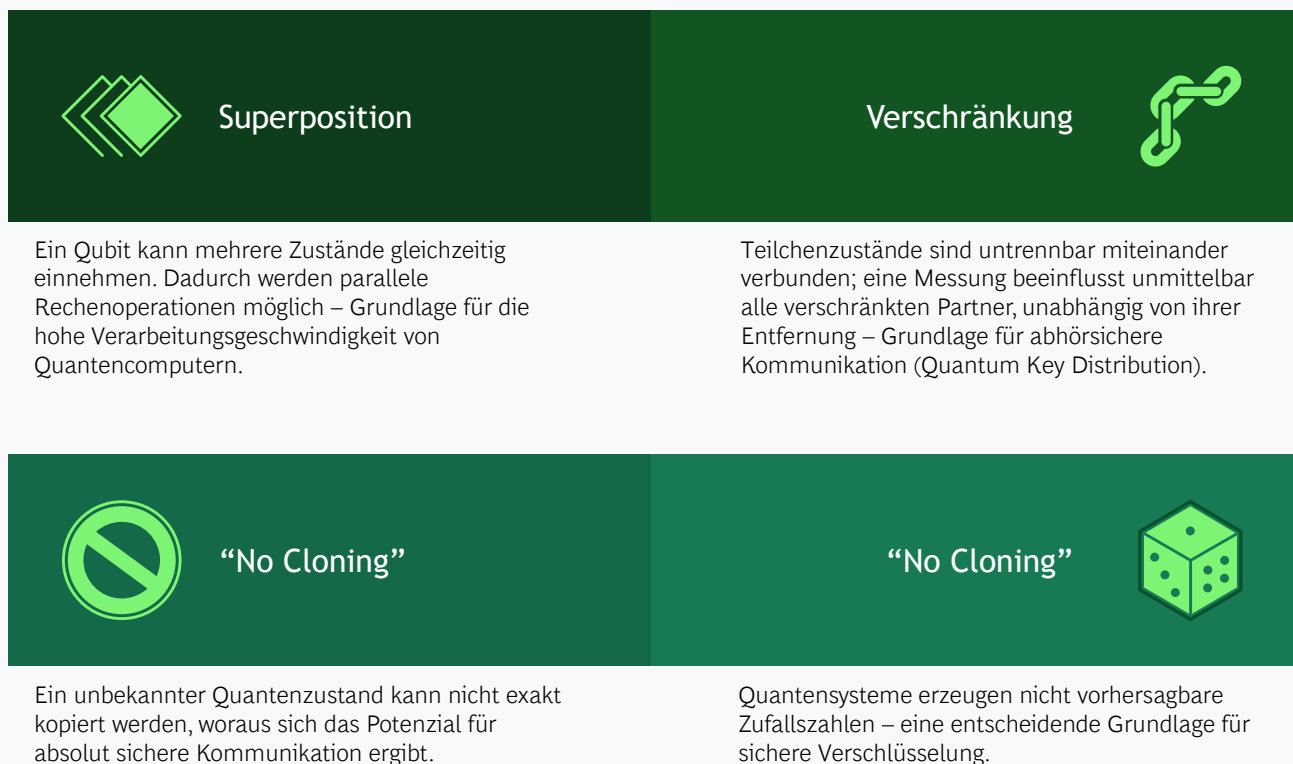 Superposition
Verschränkung
Ein Qubit kann mehrere Zustände gleichzeitig
einnehmen. Dadurch werden parallele
Rechenoperationen möglich – Grundlage für die
hohe Verarbeitungsgeschwindigkeit von
Quantencomputern.
Teilchenzustände sind untrennbar miteinander
verbunden; eine Messung beeinflusst unmittelbar
alle verschränkten Partner, unabhängig von ihrer
Entfernung – Grundlage für abhörsichere
Kommunikation (Quantum Key Distribution).
“No Cloning”
“No Cloning”
Ein unbekannter Quantenzustand kann nicht exakt
kopiert werden, woraus sich das Potenzial für
absolut sichere Kommunikation ergibt.
Quantensysteme erzeugen nicht vorhersagbare
Zufallszahlen – eine entscheidende Grundlage für
sichere Verschlüsselung.